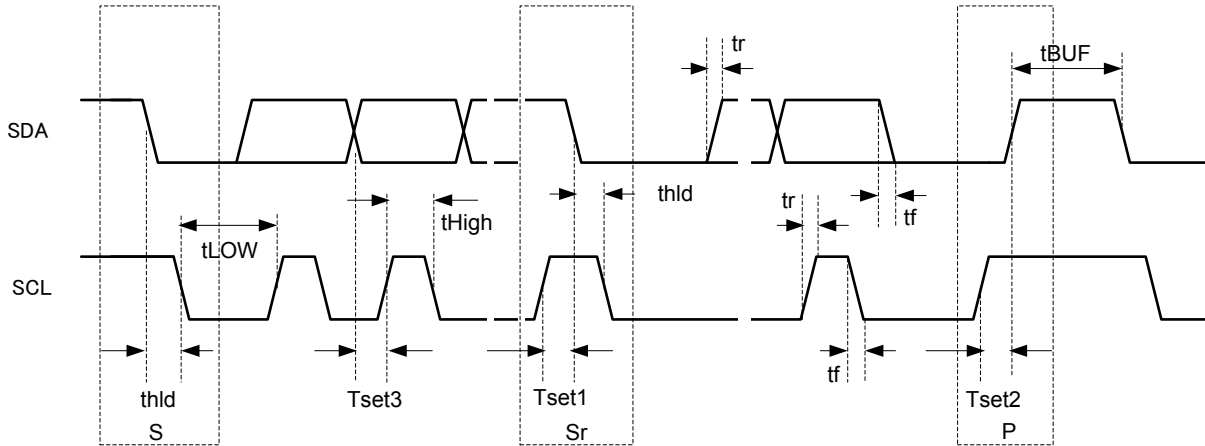 tr
tBUF
SDA
thld
tr
tf
tHigh
tLOW
SCL
tf
thld
Tset3
Tset1
Tset2
S
Sr
P